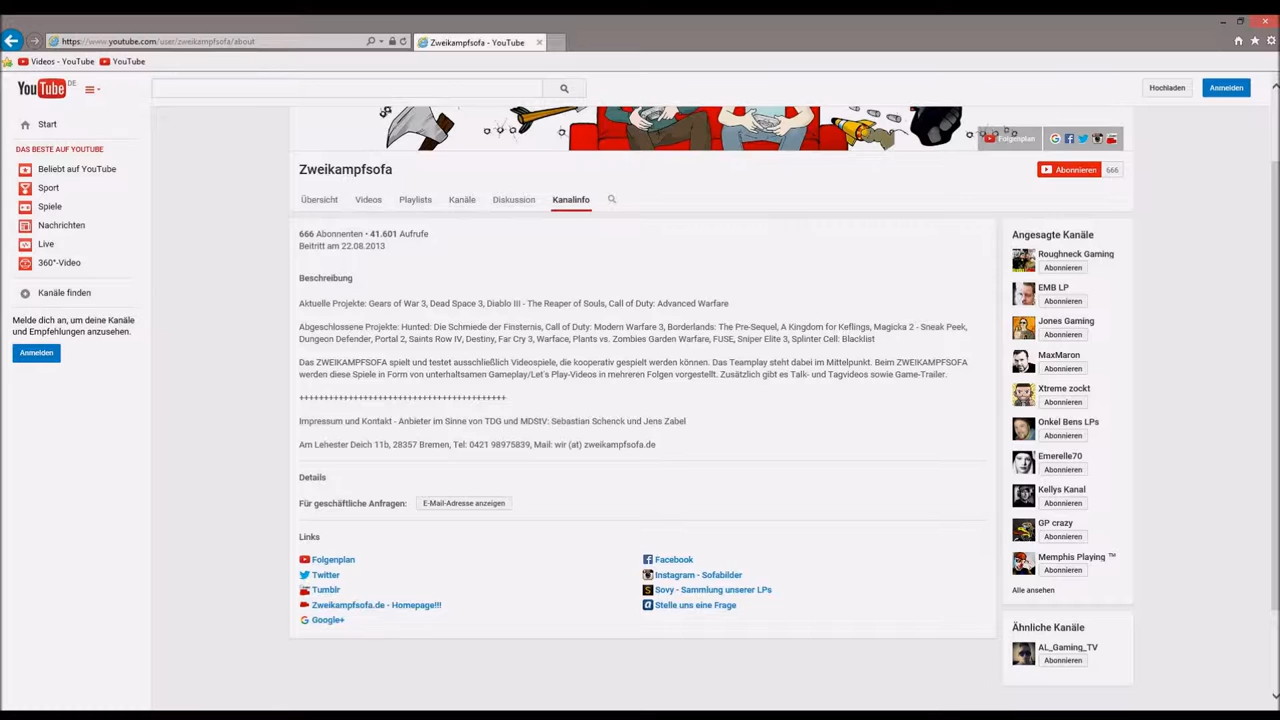 https://www.youtube.com/user/zweikampfsofa/about
Zweikampfsofa - YouTube
Videos - YouTube YouTube
YouTube DE
Hochladen Anmelden
Start
DAS BESTE AUF YOUTUBE
Beliebt auf YouTube
Sport
Spiele
Nachrichten
Live
360°-Video
Kanäle finden
Melde dich an, um deine Kanäle
und Empfehlungen anzusehen.
Anmelden
Folgenplan
Zweikampfsofa
Abonnieren 666
Übersicht Videos Playlists Kanäle Diskussion Kanalinfo
666 Abonnenten • 41.601 Aufrufe
Beitritt am 22.08.2013
Beschreibung
Aktuelle Projekte: Gears of War 3, Dead Space 3, Diablo III - The Reaper of Souls, Call of Duty: Advanced Warfare
Abgeschlossene Projekte: Hunted: Die Schmiede der Finsternis, Call of Duty: Modern Warfare 3, Borderlands: The Pre-Sequel, A Kingdom for Keflings, Magicka 2 - Sneak Peek,
Dungeon Defender, Portal 2, Saints Row IV, Destiny, Far Cry 3, Warface, Plants vs. Zombies Garden Warfare, FUSE, Sniper Elite 3, Splinter Cell: Blacklist
Das ZWEIKAMPFSOFA spielt und testet ausschließlich Videospiele, die kooperativ gespielt werden können. Das Teamplay steht dabei im Mittelpunkt. Beim ZWEIKAMPFSOFA
werden diese Spiele in Form von unterhaltsamen Gameplay/Let's Play-Videos in mehreren Folgen vorgestellt. Zusätzlich gibt es Talk- und Tagvideos sowie Game-Trailer.
+++++++++++++++++++++++++++++++++++++++++
Impressum und Kontakt - Anbieter im Sinne von TDG und MDStV: Sebastian Schenck und Jens Zabel
Am Lehester Deich 11b, 28357 Bremen, Tel: 0421 98975839, Mail: wir (at) zweikampfsofa.de
Details
Für geschäftliche Anfragen: E-Mail-Adresse anzeigen
Links
Folgenplan
Twitter
Tumblr
Zweikampfsofa.de - Homepage!!!
Google+
Facebook
Instagram - Sofabilder
Sovy - Sammlung unserer LPs
Stelle uns eine Frage
Angesagte Kanäle
Roughneck Gaming
Abonnieren
EMB LP
Abonnieren
Jones Gaming
Abonnieren
MaxMaron
Abonnieren
Xtreme zockt
Abonnieren
Onkel Bens LPs
Abonnieren
Emerelle70
Abonnieren
Kellys Kanal
Abonnieren
GP crazy
Abonnieren
Memphis Playing ™
Abonnieren
Alle ansehen
Ähnliche Kanäle
AL_Gaming_TV
Abonnieren